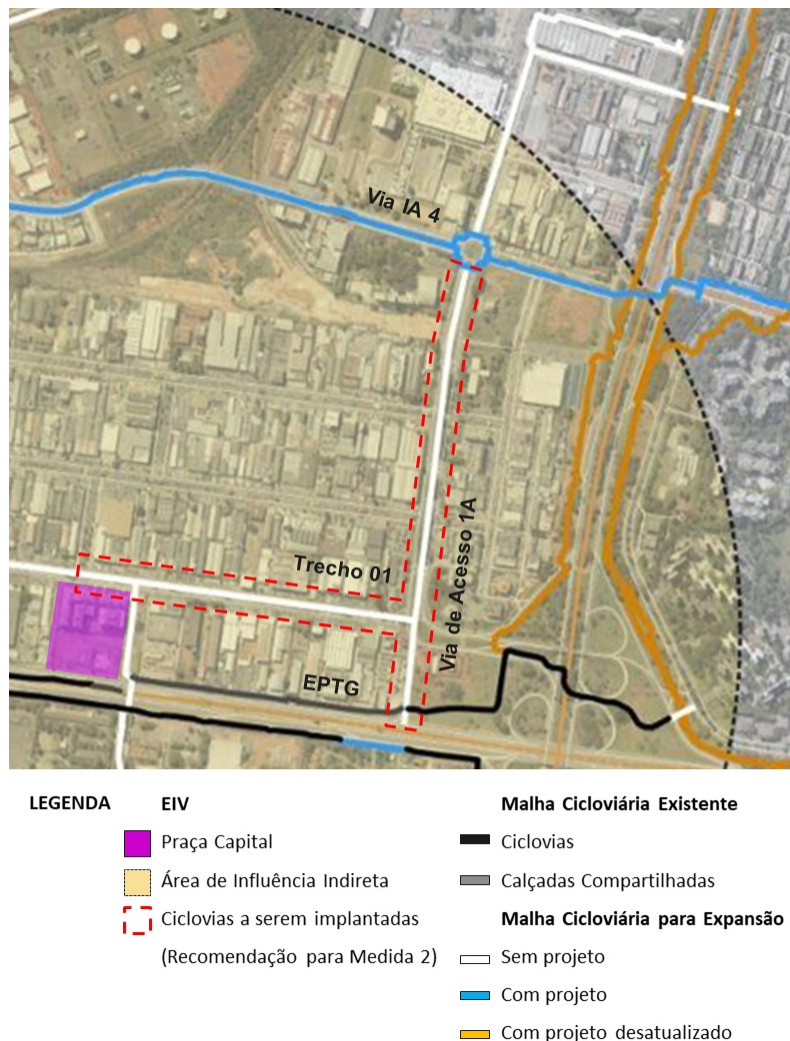 Via IA 4
Via de Acesso 1A
Trecho 01
EPTG
LEGENDA
EIV
Praça Capital
Área de Influência Indireta
Ciclovias a serem implantadas
(Recomendação para Medida 2)
Malha Cicloviária Existente
Ciclovias
Calçadas Compartilhadas
Malha Cicloviária para Expansão
Sem projeto
Com projeto
Com projeto desatualizado